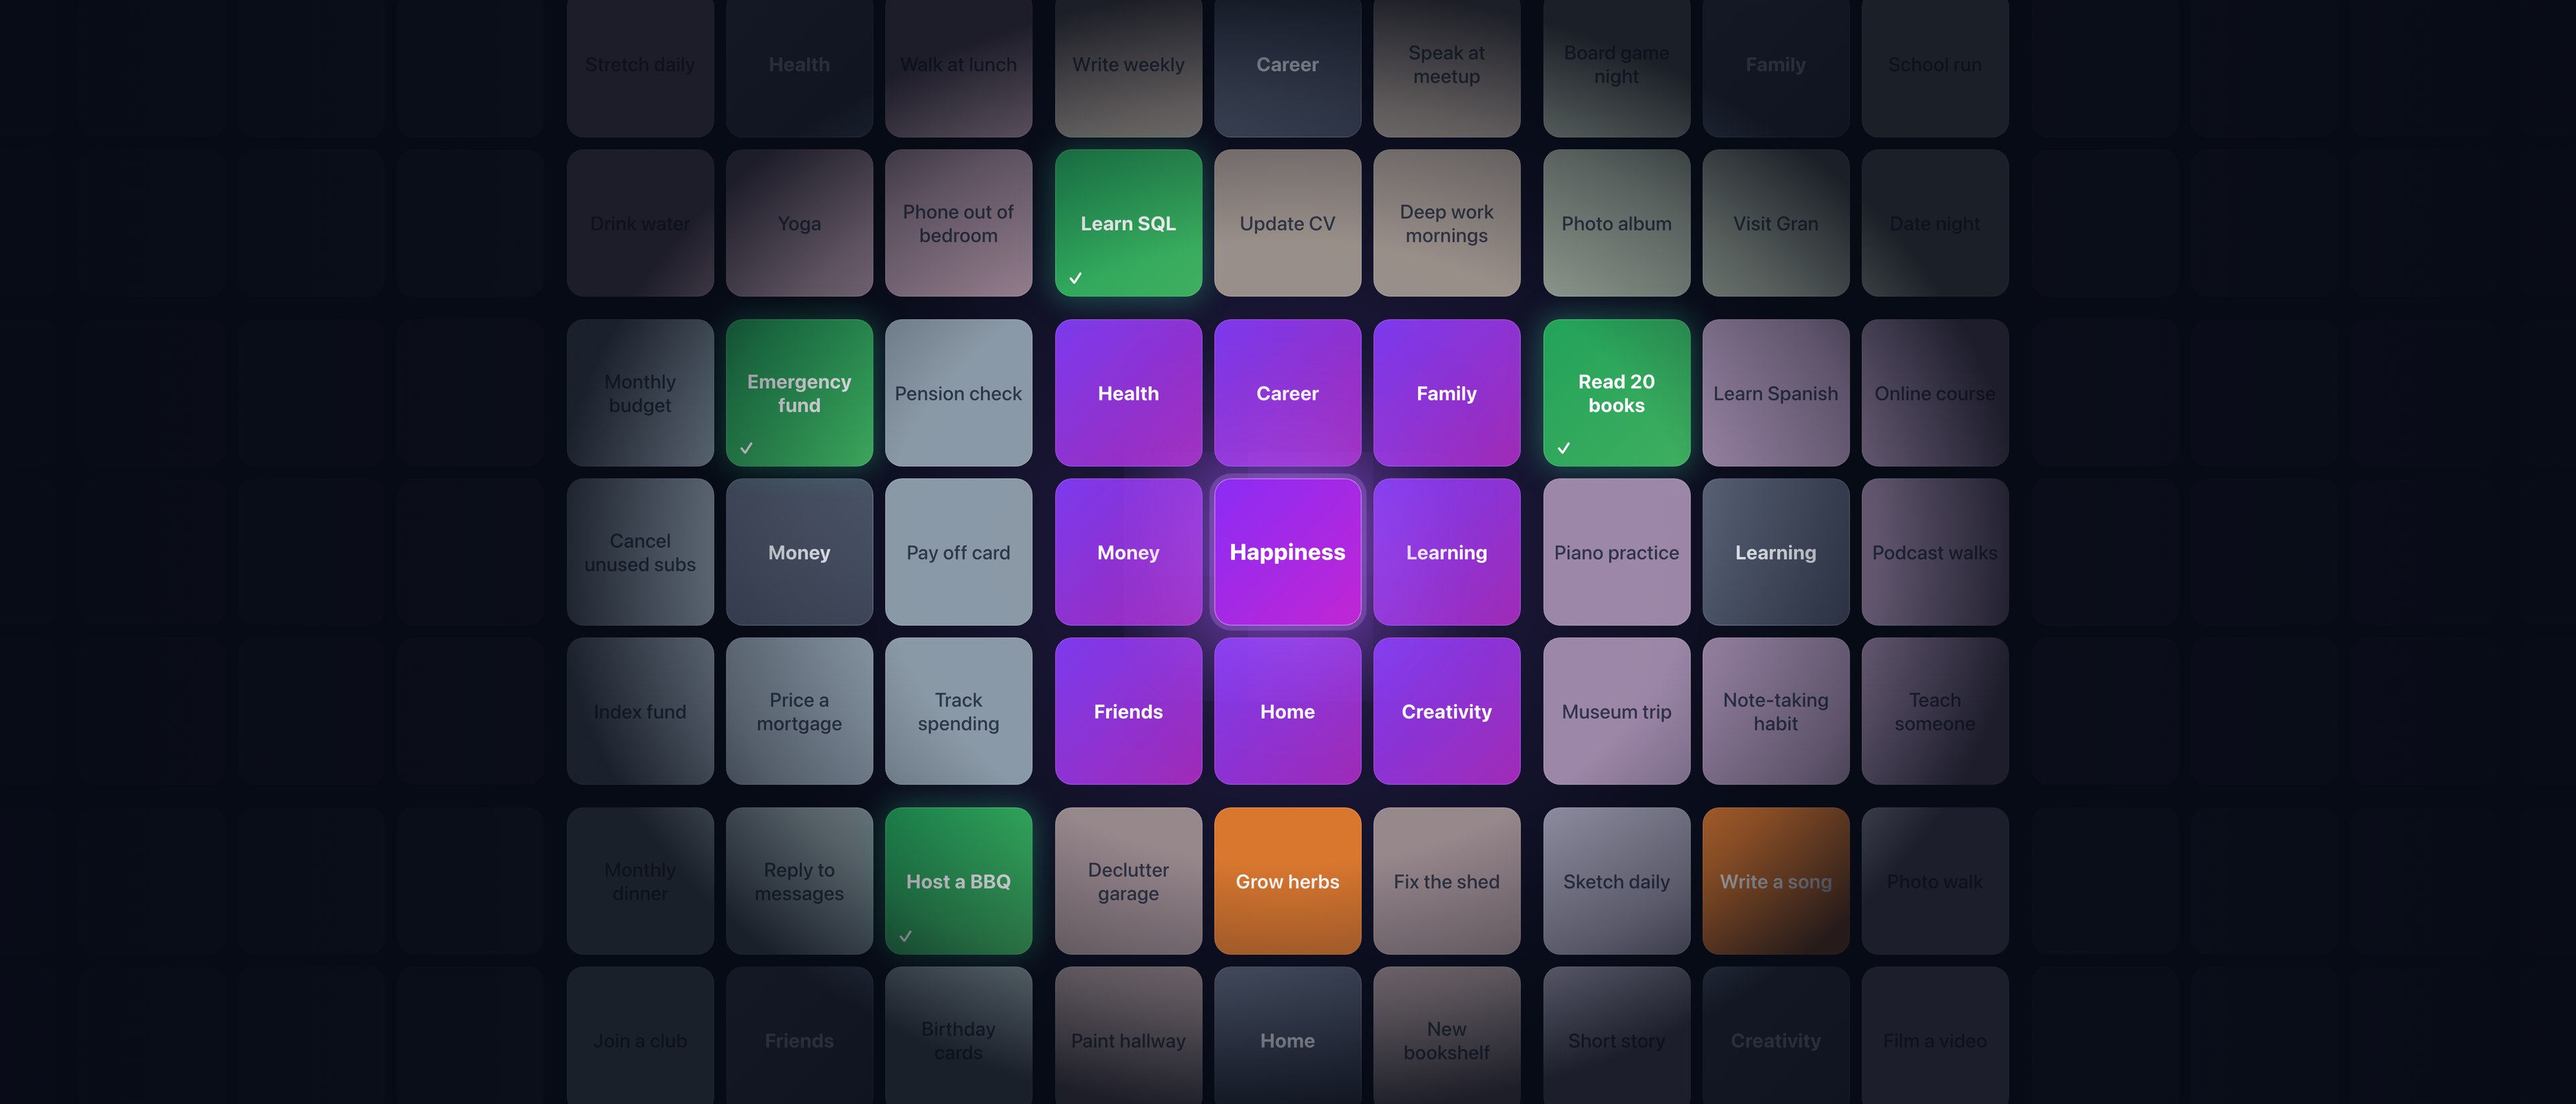 Stretch daily
Health
Walk at lunch
Write weekly
Career
Speak at
meetup
Board game
night
Family
School run
Drink water
Yoga
Phone out of
bedroom
Learn SQL
Update CV
Deep work
mornings
Photo album
Visit Gran
Date night
Monthly
budget
Emergency
fund
Pension check
Health
Career
Family
Read 20
books
Learn Spanish
Online course
Cancel
unused subs
Money
Pay off card
Money
Happiness
Learning
Piano practice
Learning
Podcast walks
Index fund
Price a
mortgage
Track
spending
Friends
Home
Creativity
Museum trip
Note-taking
habit
Teach
someone
Monthly
dinner
Reply to
messages
Host a BBQ
Declutter
garage
Grow herbs
Fix the shed
Sketch daily
Write a song
Photo walk
Join a club
Friends
Birthday
cards
Paint hallway
Home
New
bookshelf
Short story
Creativity
Film a video